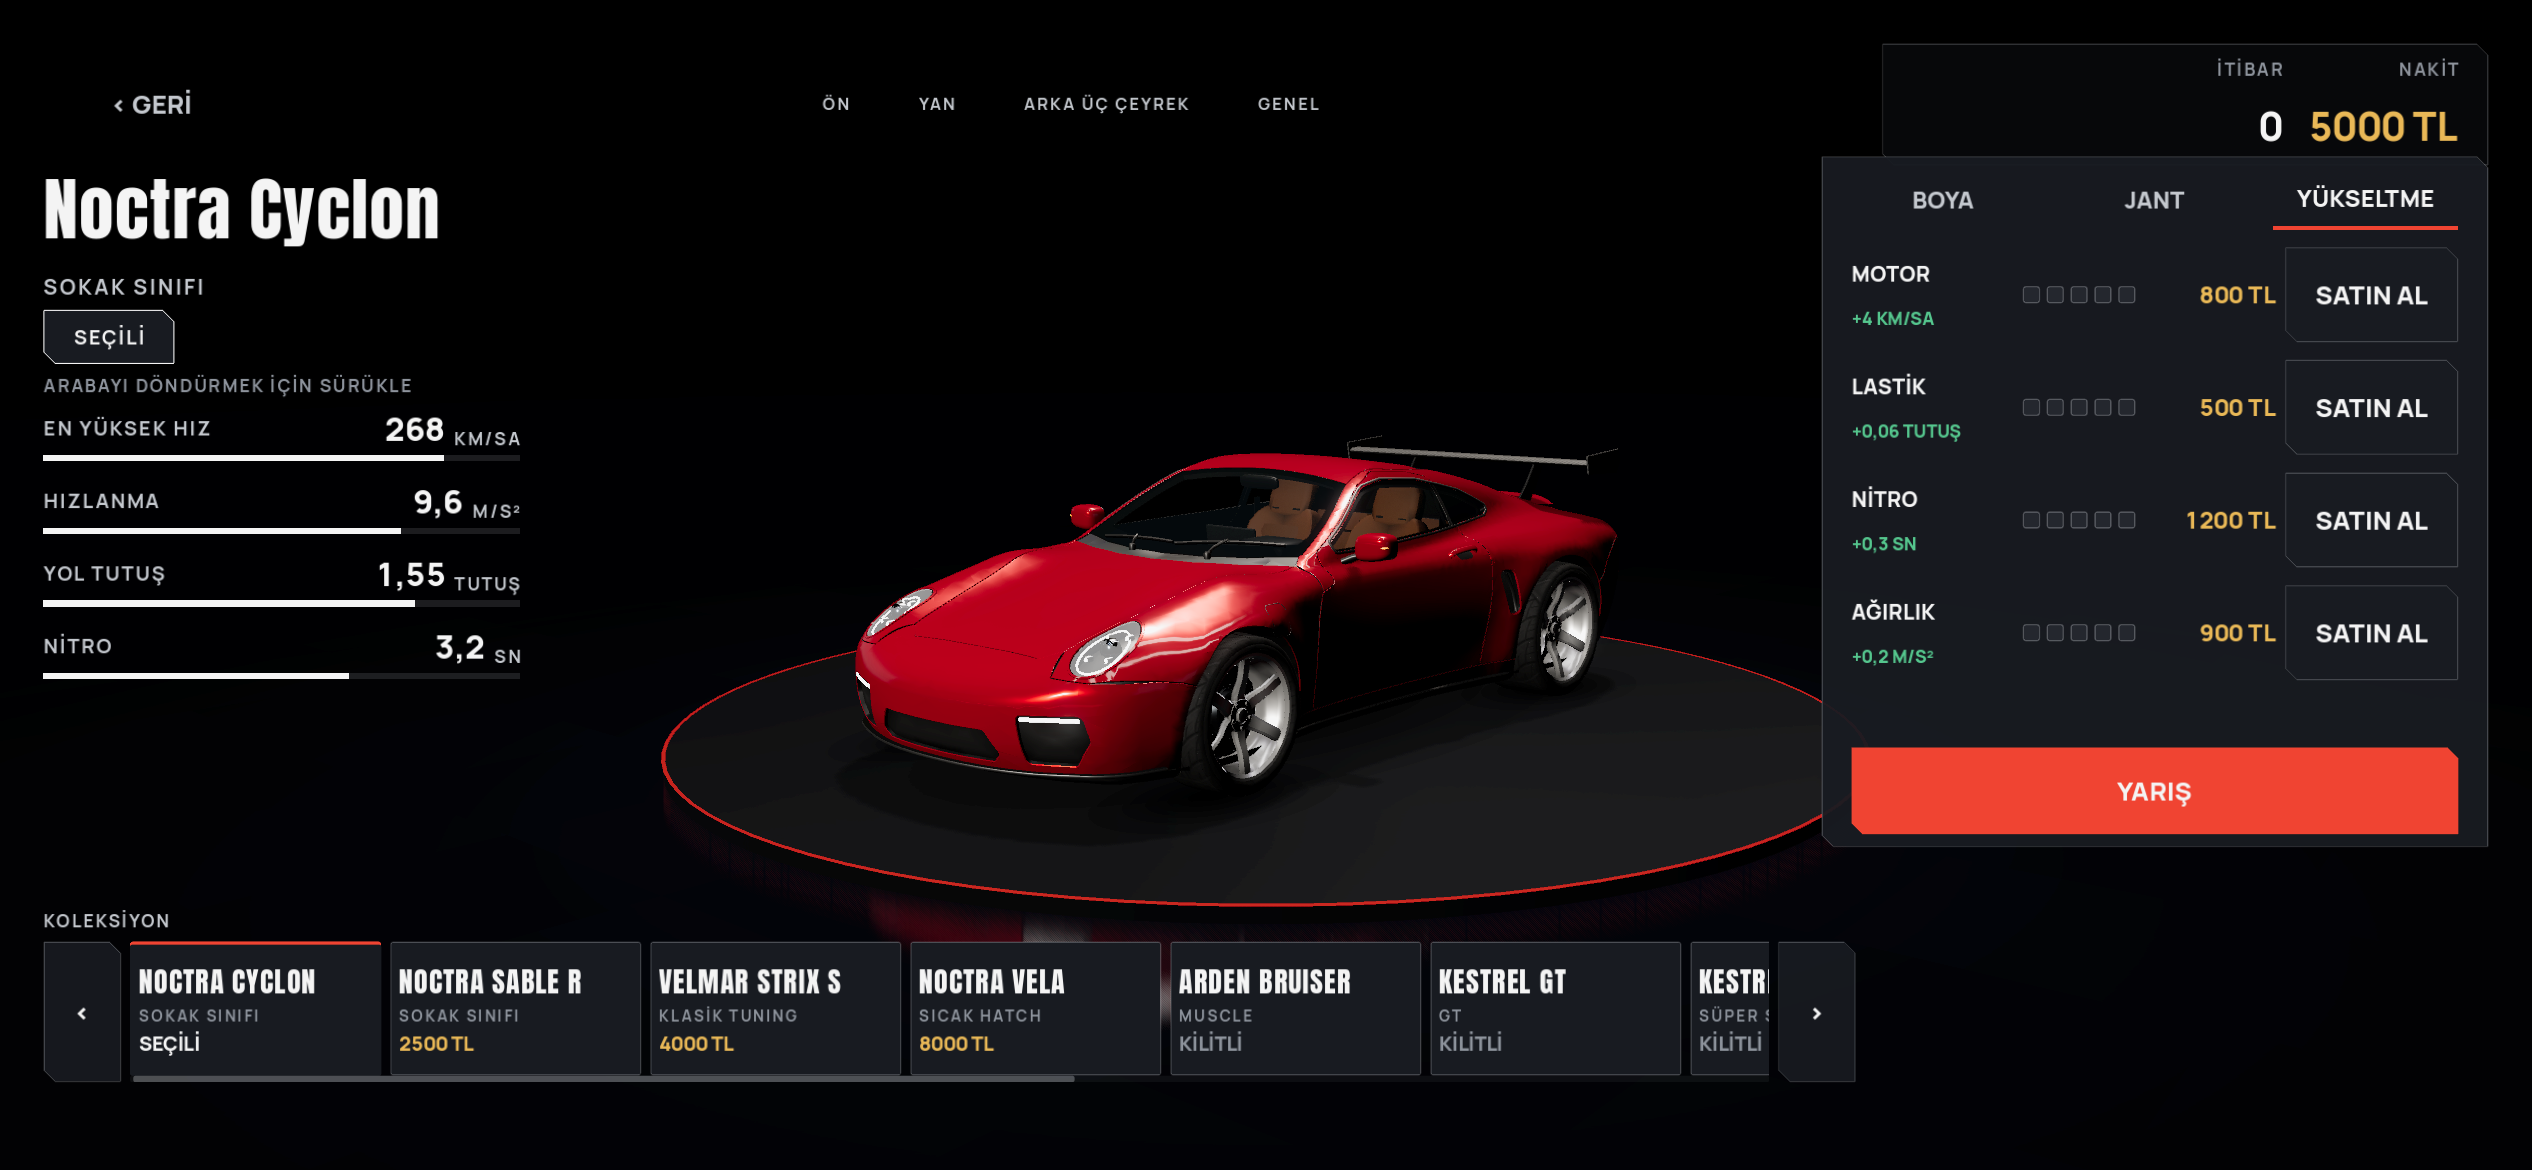 ‹ GERİ
ÖN YAN ARKA ÜÇ ÇEYREK GENEL
İTİBAR NAKİT
0 5000 TL
Noctra Cyclon
SOKAK SINIFI
SEÇİLİ
ARABAYI DÖNDÜRMEK İÇİN SÜRÜKLE
EN YÜKSEK HIZ 268 KM/SA
HIZLANMA 9,6 M/S²
YOL TUTUŞ 1,55 TUTUŞ
NİTRO 3,2 SN
BOYA JANT YÜKSELTME
MOTOR 800 TL SATIN AL
+4 KM/SA
LASTİK 500 TL SATIN AL
+0,06 TUTUŞ
NİTRO 1200 TL SATIN AL
+0,3 SN
AĞIRLIK 900 TL SATIN AL
+0,2 M/S²
YARIŞ
KOLEKSİYON
‹
NOCTRA CYCLON
SOKAK SINIFI
SEÇİLİ
NOCTRA SABLE R
SOKAK SINIFI
2500 TL
VELMAR STRIX S
KLASİK TUNING
4000 TL
NOCTRA VELA
SICAK HATCH
8000 TL
ARDEN BRUISER
MUSCLE
KİLİTLİ
KESTREL GT
GT
KİLİTLİ
KESTR
SÜPER
KİLİTLİ
›